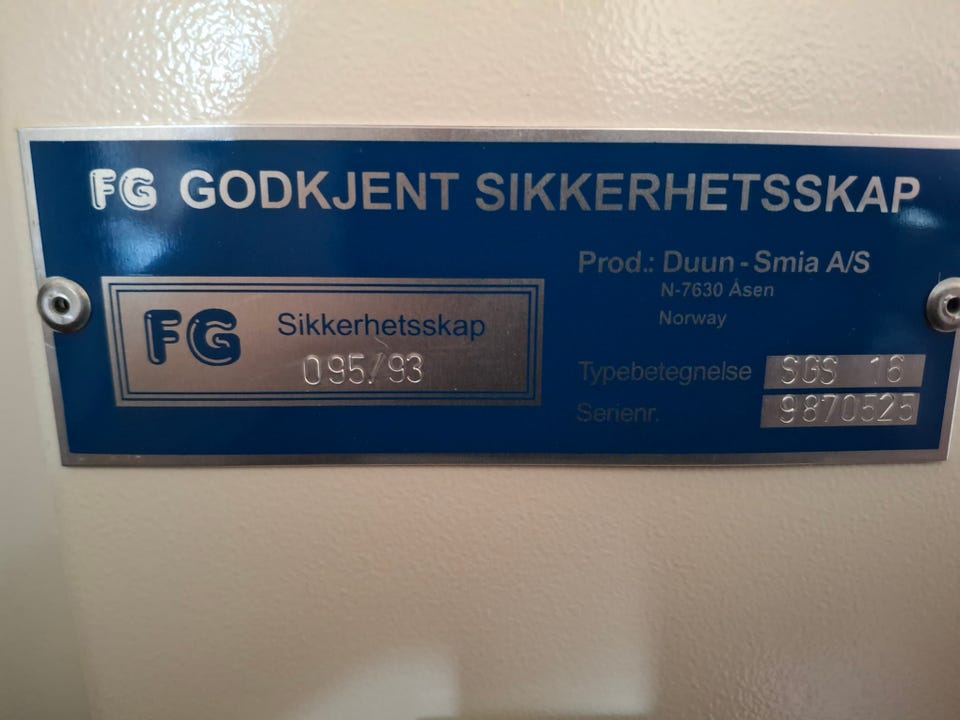 FG GODKJENT SIKKERHETSSKAP
FG Sikkerhetsskap
095/93
Prod.: Duun - Smia A/S
N-7630 Åsen
Norway
Typebetegnelse SGS 16
Serienr. 9870525